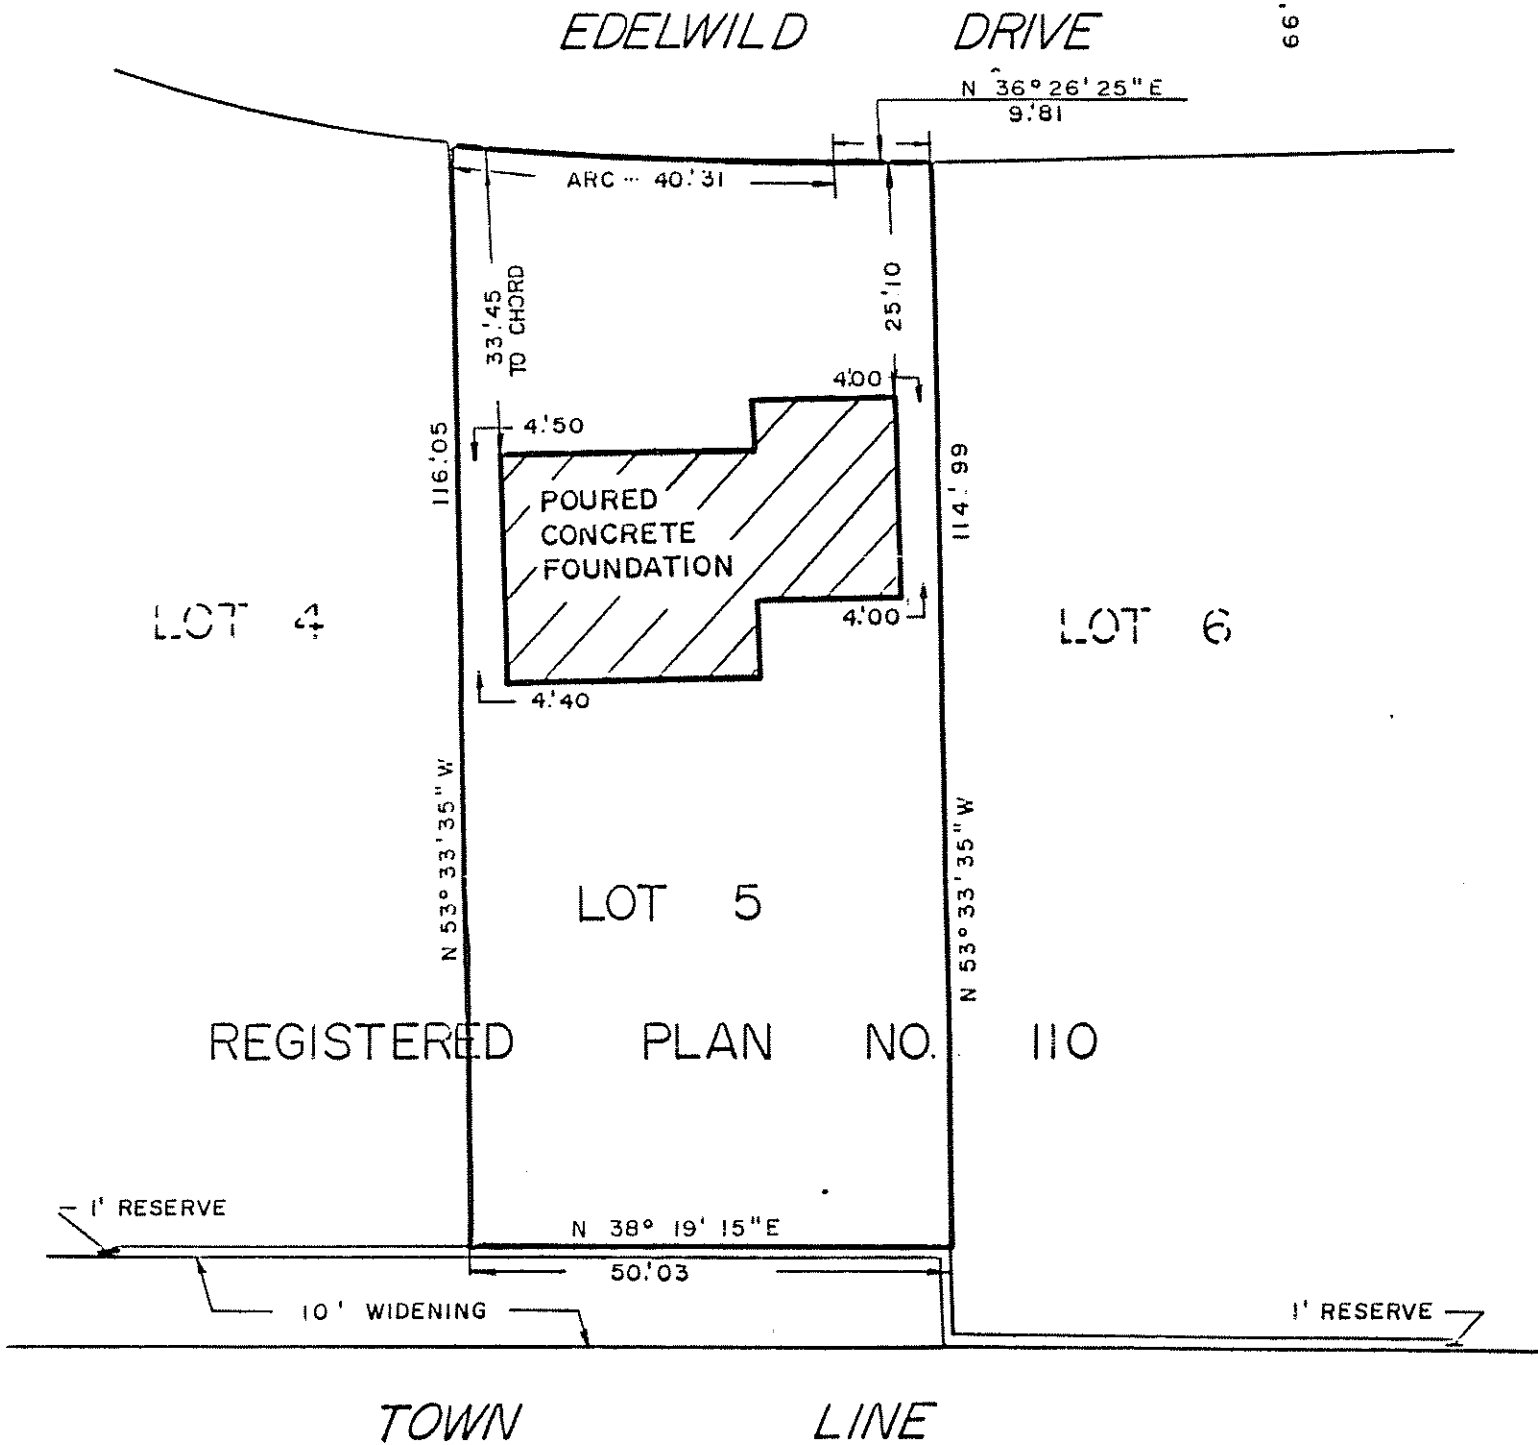 EDELWILD DRIVE
66'
N 36° 26' 25" E
9.'81
ARC --- 40.'31
33.'45
TO CHORD
25.'10
4.'00
4.'50
116.'05
114.'99
POURED
CONCRETE
FOUNDATION
LOT 4
4.'00
LOT 6
4.'40
N 53° 33' 35" W
N 53° 33' 35" W
LOT 5
REGISTERED PLAN NO. 110
1' RESERVE
N 38° 19' 15" E
50.'03
10' WIDENING
1' RESERVE
TOWN LINE